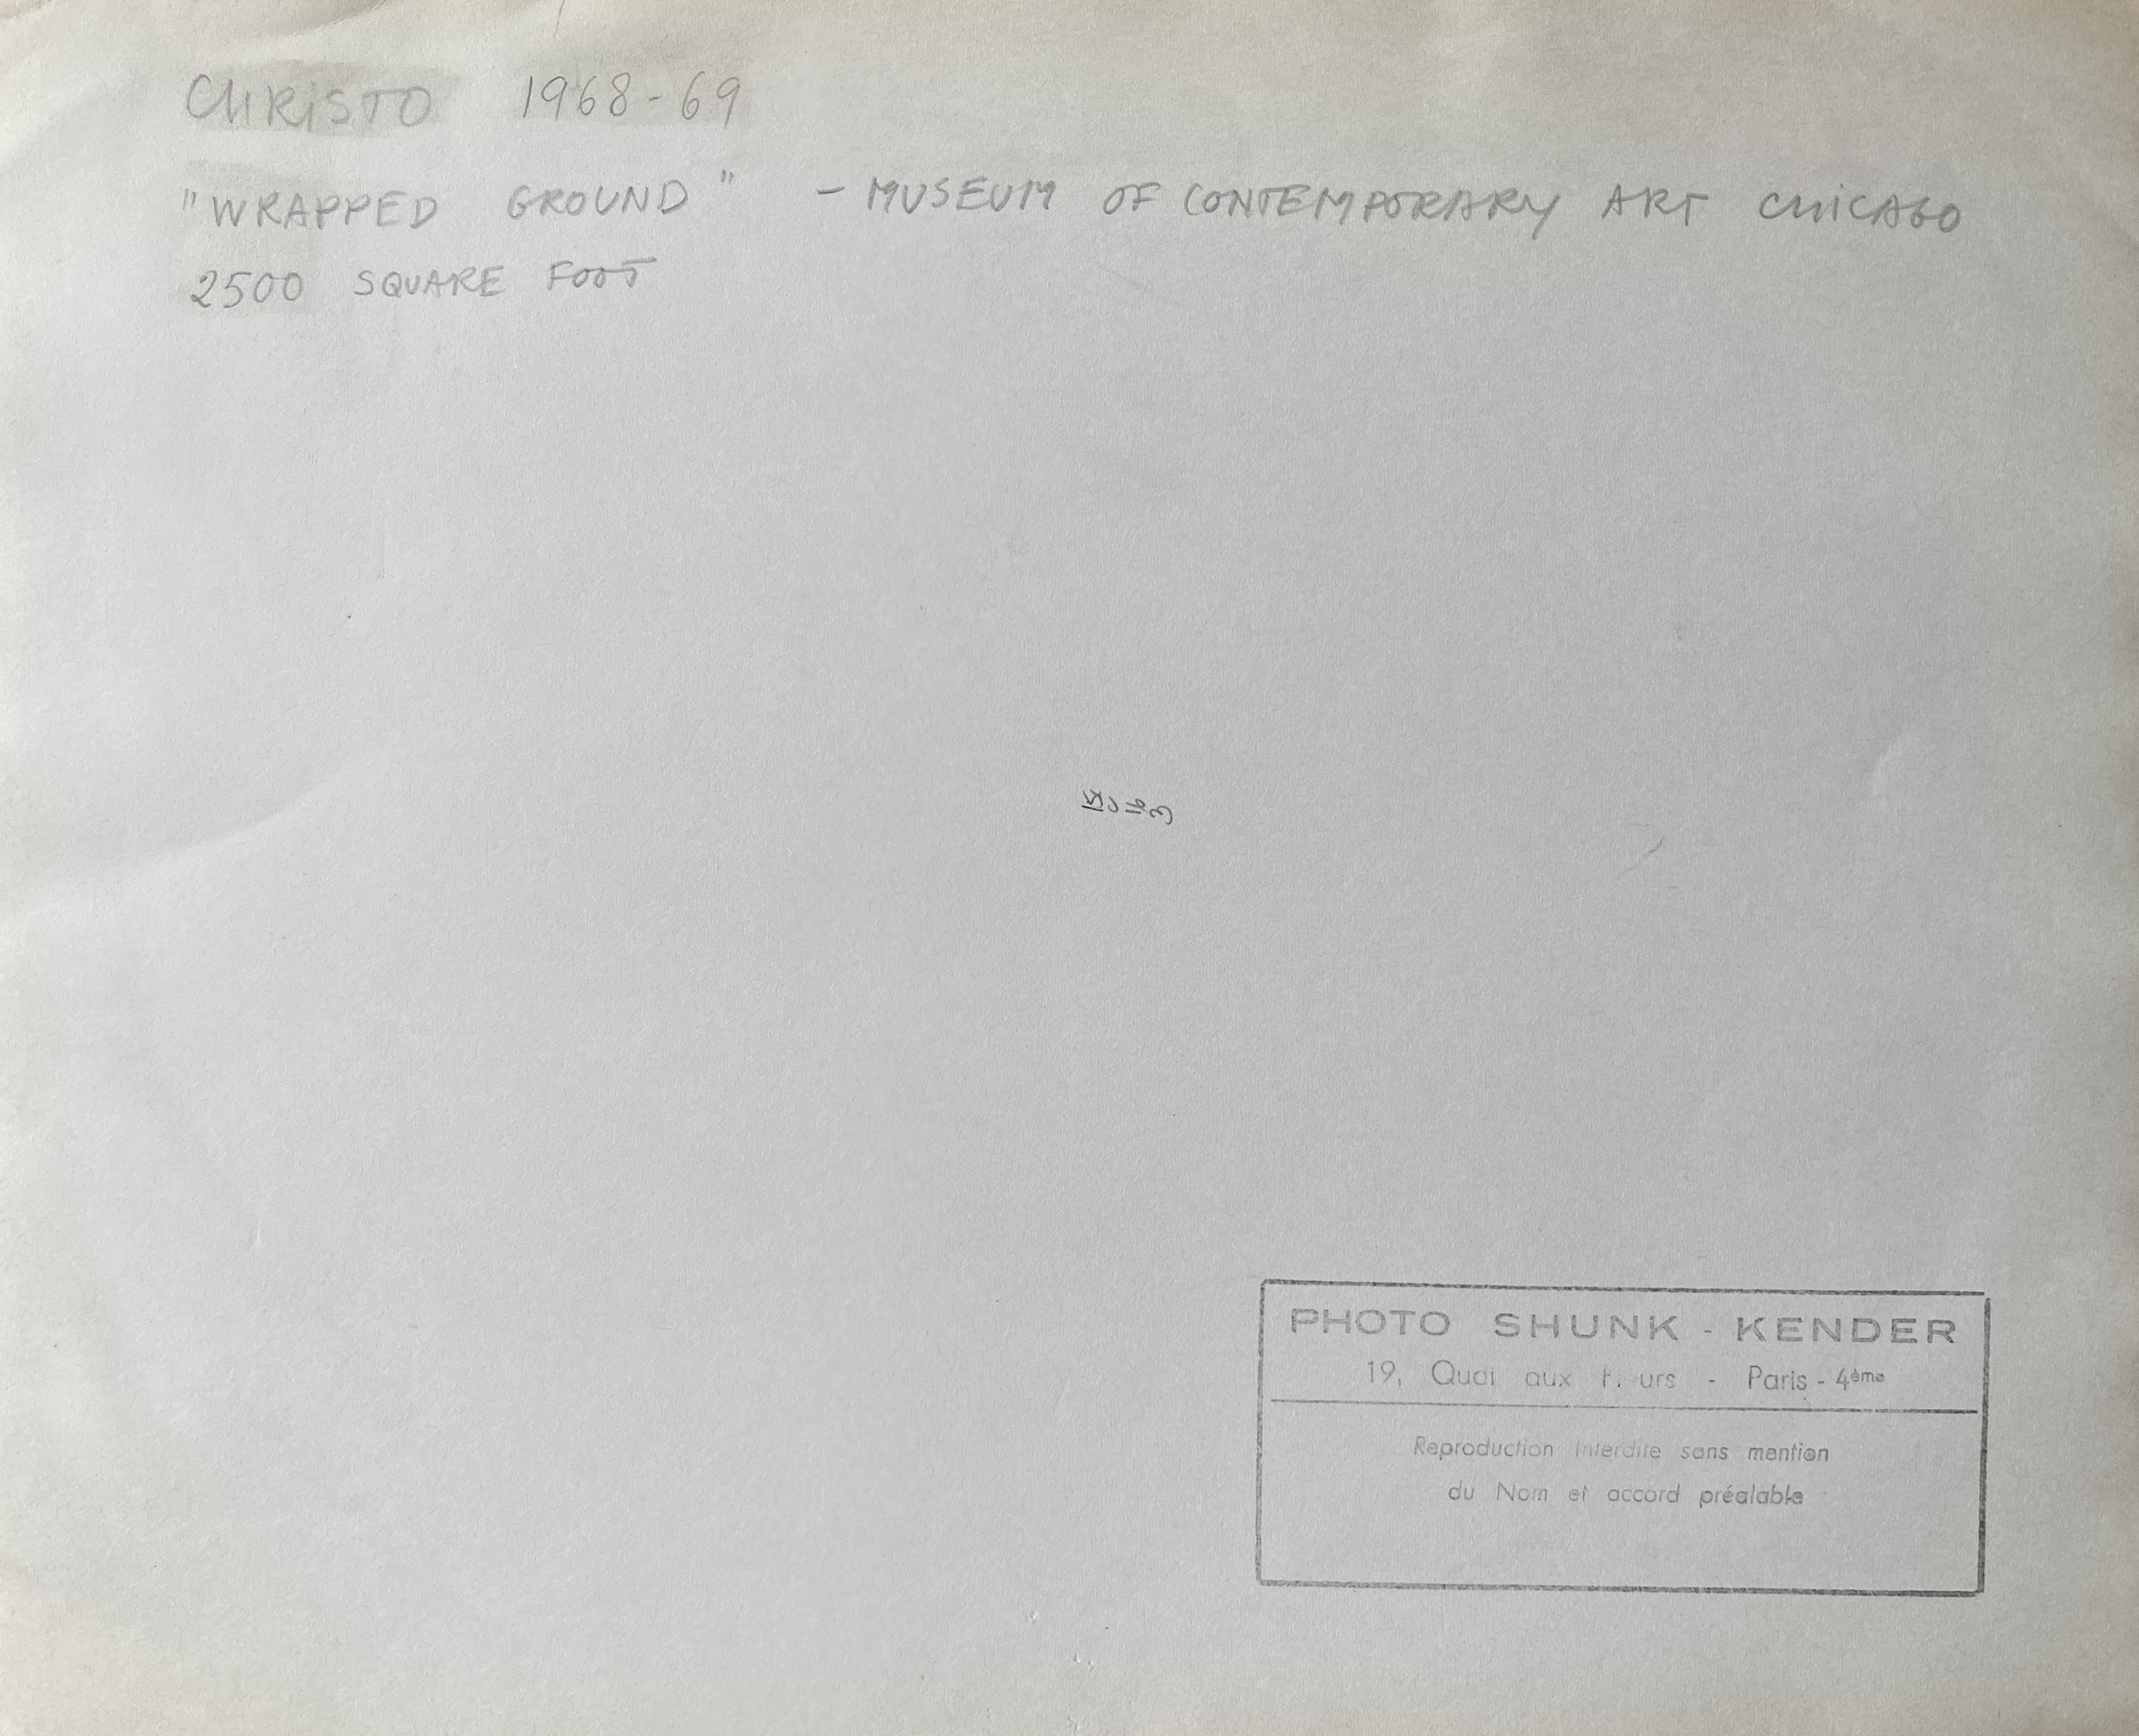 CHRISTO 1968-69
"WRAPPED GROUND" - MUSEUM OF CONTEMPORARY ART CHICAGO
2500 SQUARE FOOT
PHOTO SHUNK - KENDER
19, Quai aux - Paris - 4ème
Reproduction Interdite sans mention
du Nom et accord préalable